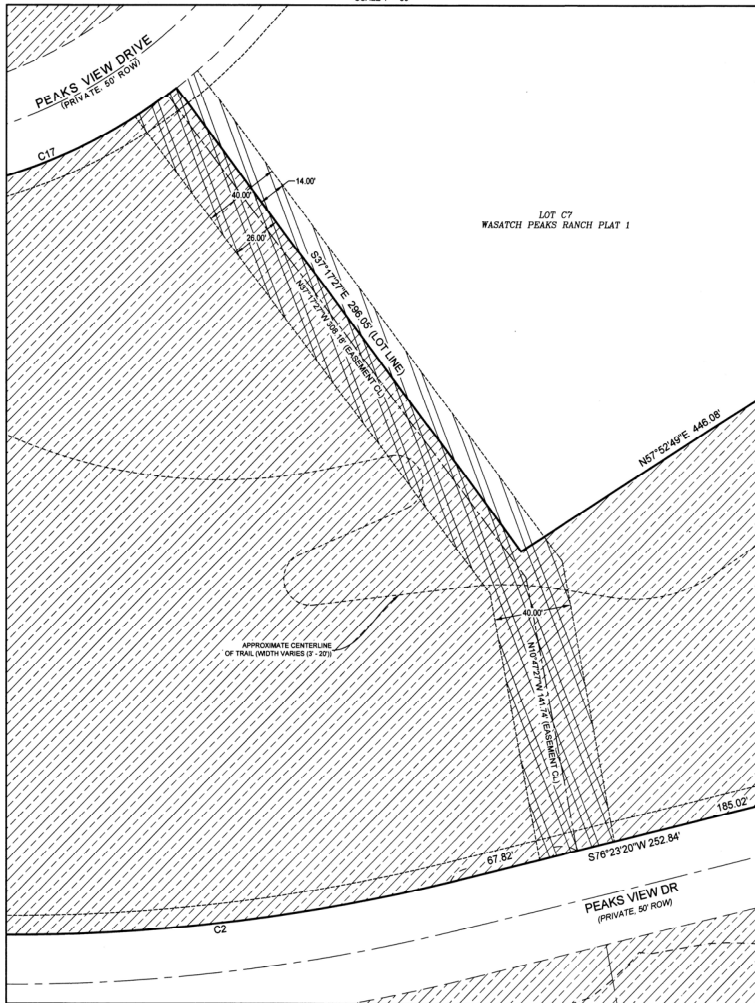 PEAKS VIEW DRIVE
(PRIVATE, 50' ROW)
C17
40.00'
14.00'
26.00'
LOT C7
WASATCH PEAKS RANCH PLAT 1
S37°17'27"E 296.05' (LOT LINE)
N37°17'27"W 308.18' (EASEMENT CL)
N57°52'49"E 446.08'
40.00'
APPROXIMATE CENTERLINE
OF TRAIL (WIDTH VARIES (3' - 20'))
N10°47'27"W 141.74' (EASEMENT CL)
185.02'
67.82'
S76°23'20"W 252.84'
PEAKS VIEW DR
(PRIVATE, 50' ROW)
C2